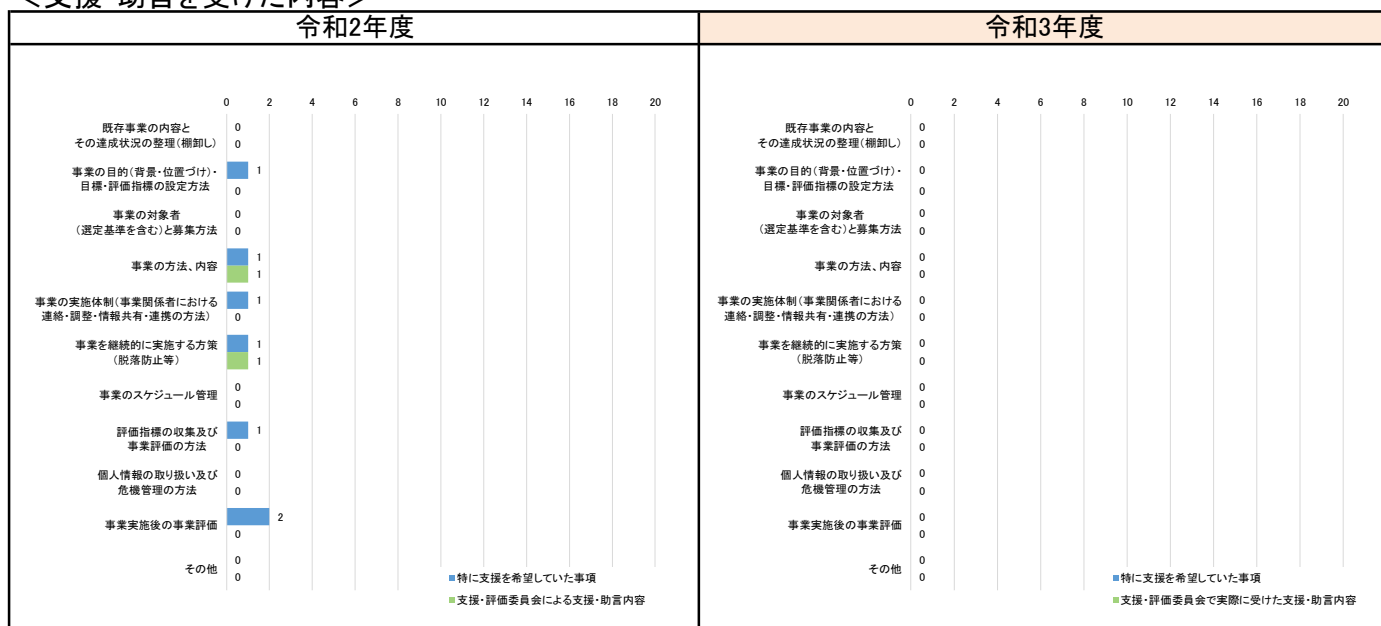 ＜支援・助言を受けた内容＞
令和2年度
0 2 4 6 8 10 12 14 16 18 20
既存事業の内容と
その達成状況の整理（棚卸し）
0
0
事業の目的（背景・位置づけ）・
目標・評価指標の設定方法
1
0
事業の対象者
（選定基準を含む）と募集方法
0
0
事業の方法、内容
1
1
事業の実施体制（事業関係者における
連絡・調整・情報共有・連携の方法）
1
0
事業を継続的に実施する方策
（脱落防止等）
1
1
事業のスケジュール管理
0
0
評価指標の収集及び
事業評価の方法
1
0
個人情報の取り扱い及び
危機管理の方法
0
0
事業実施後の事業評価
2
0
その他
0
0
特に支援を希望していた事項
支援・評価委員会による支援・助言内容
令和3年度
0 2 4 6 8 10 12 14 16 18 20
既存事業の内容と
その達成状況の整理（棚卸し）
0
0
事業の目的（背景・位置づけ）・
目標・評価指標の設定方法
0
0
事業の対象者
（選定基準を含む）と募集方法
0
0
事業の方法、内容
0
0
事業の実施体制（事業関係者における
連絡・調整・情報共有・連携の方法）
0
0
事業を継続的に実施する方策
（脱落防止等）
0
0
事業のスケジュール管理
0
0
評価指標の収集及び
事業評価の方法
0
0
個人情報の取り扱い及び
危機管理の方法
0
0
事業実施後の事業評価
0
0
その他
0
0
特に支援を希望していた事項
支援・評価委員会で実際に受けた支援・助言内容